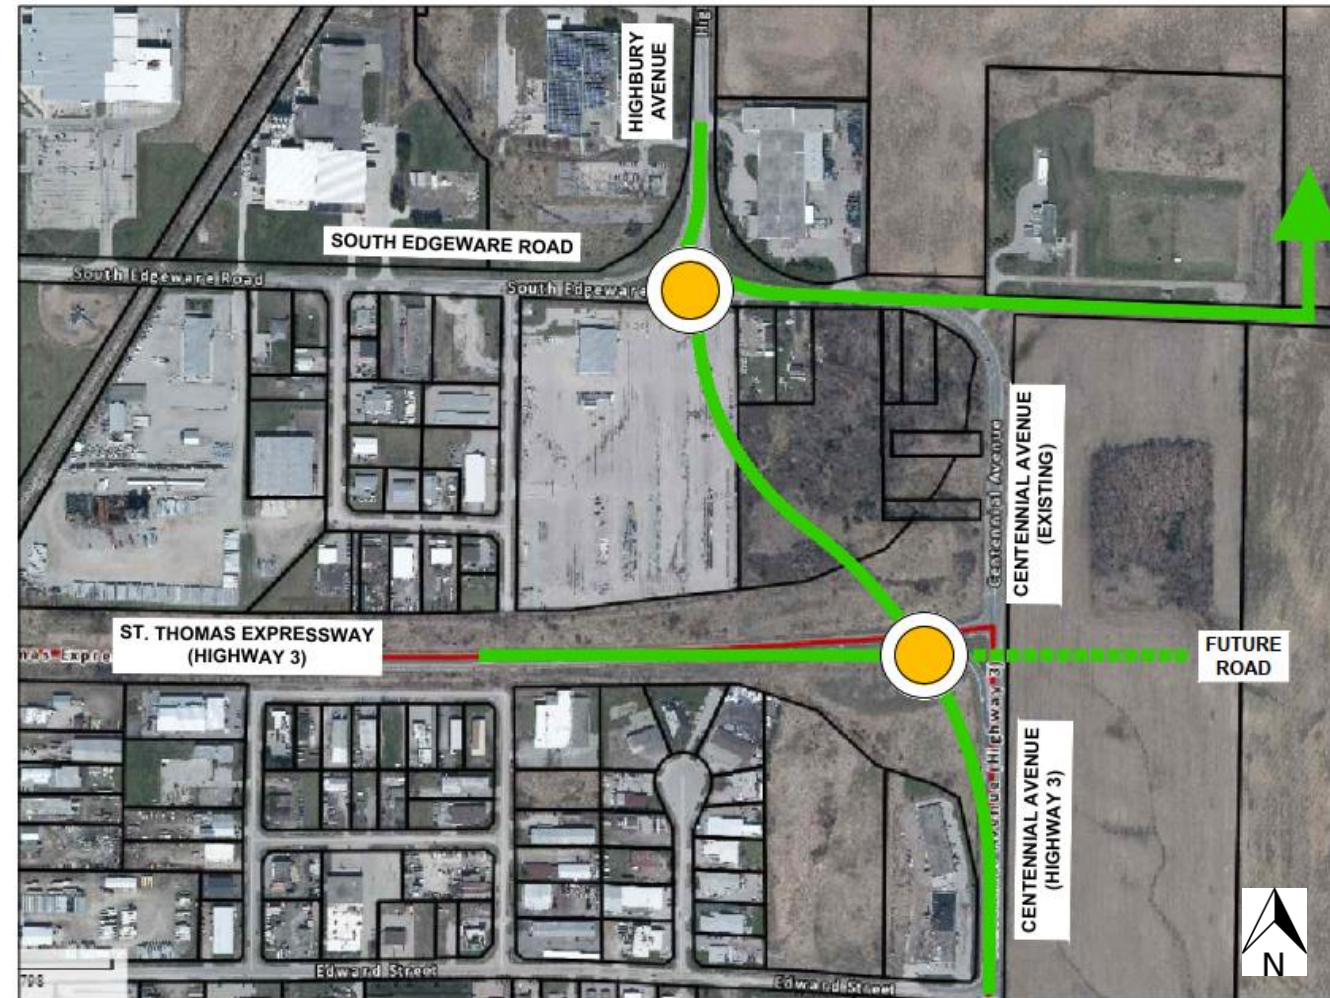 HIGHBURY
AVENUE
SOUTH EDGEWARE ROAD
South Edgeware Road
South Edgeware
CENTENNIAL AVENUE
(EXISTING)
Centennial Avenue
ST. THOMAS EXPRESSWAY
(HIGHWAY 3)
FUTURE
ROAD
CENTENNIAL AVENUE
(HIGHWAY 3)
(Highway 3)
Edward Street
Edward Street
N